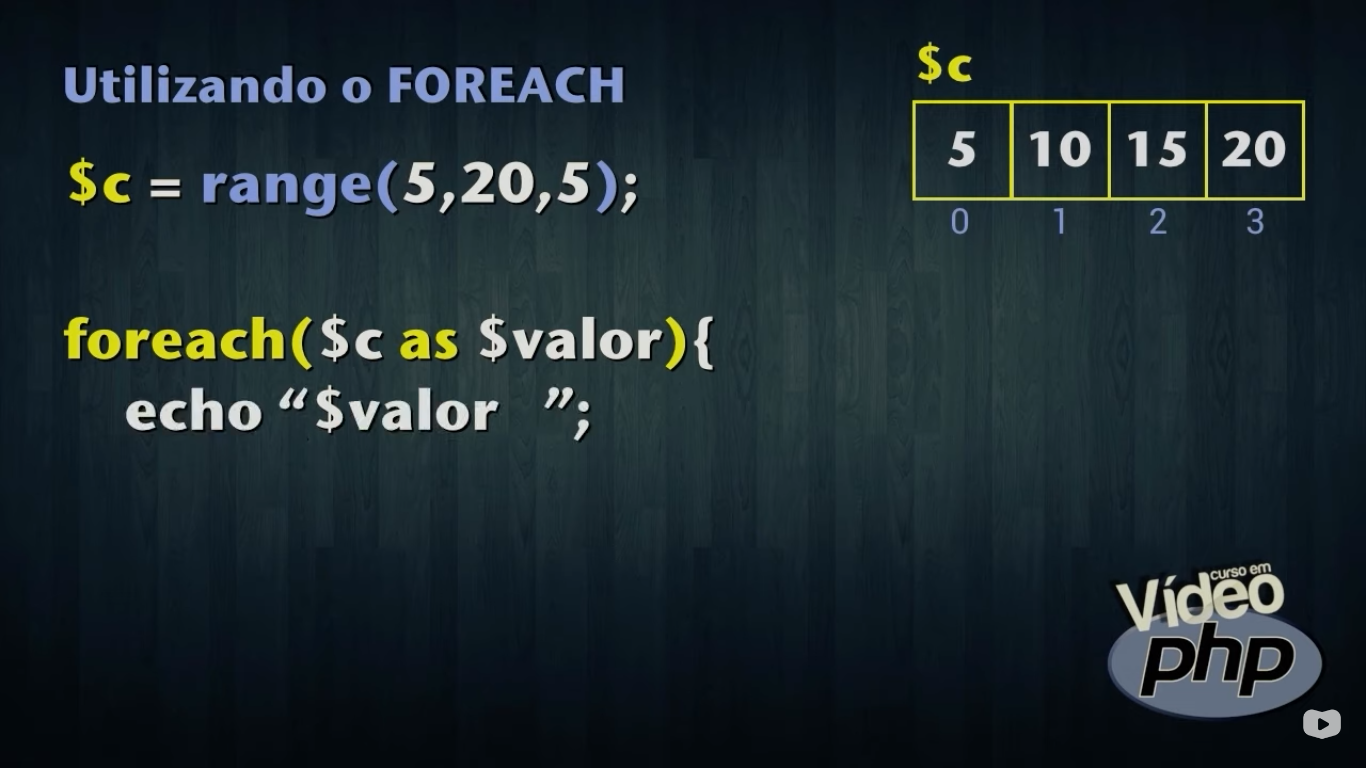 Utilizando o FOREACH
$c = range(5,20,5);
foreach($c as $valor){
echo “$valor ”;
$c
5 10 15 20
0 1 2 3
curso em
Vídeo
php